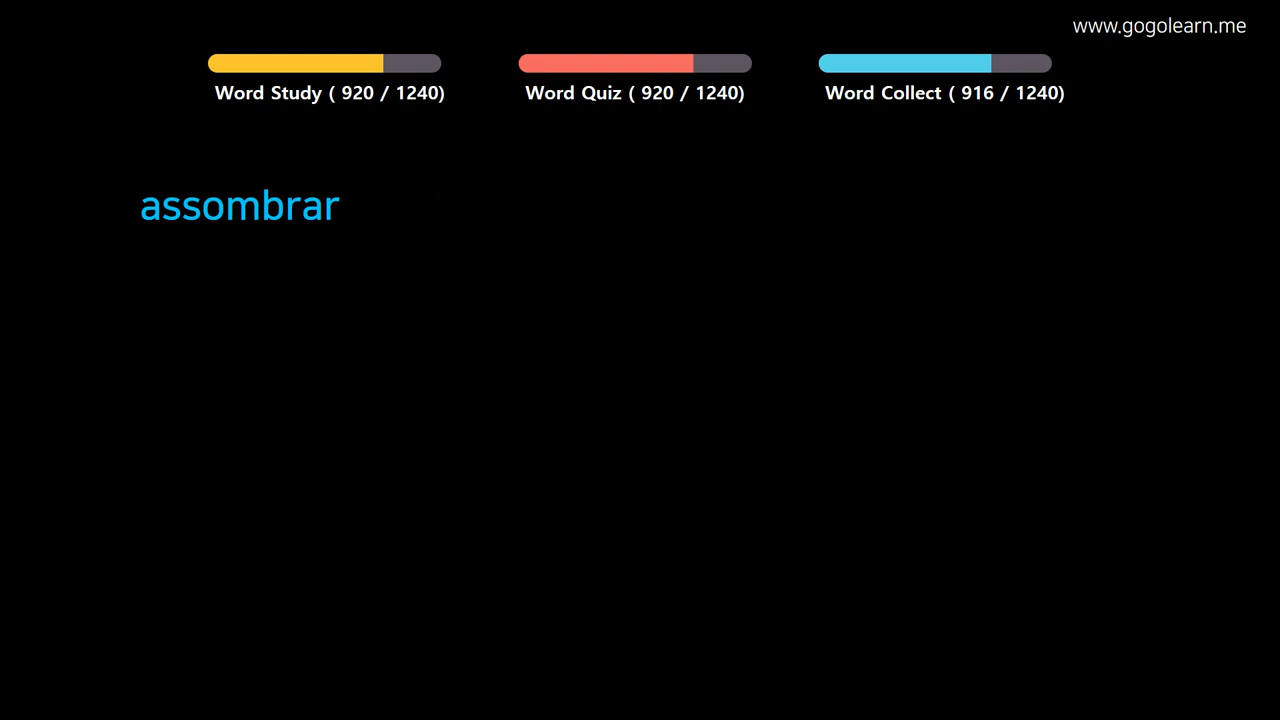 www.gogolearn.me
Word Study ( 920 / 1240)
Word Quiz ( 920 / 1240)
Word Collect ( 916 / 1240)
assombrar